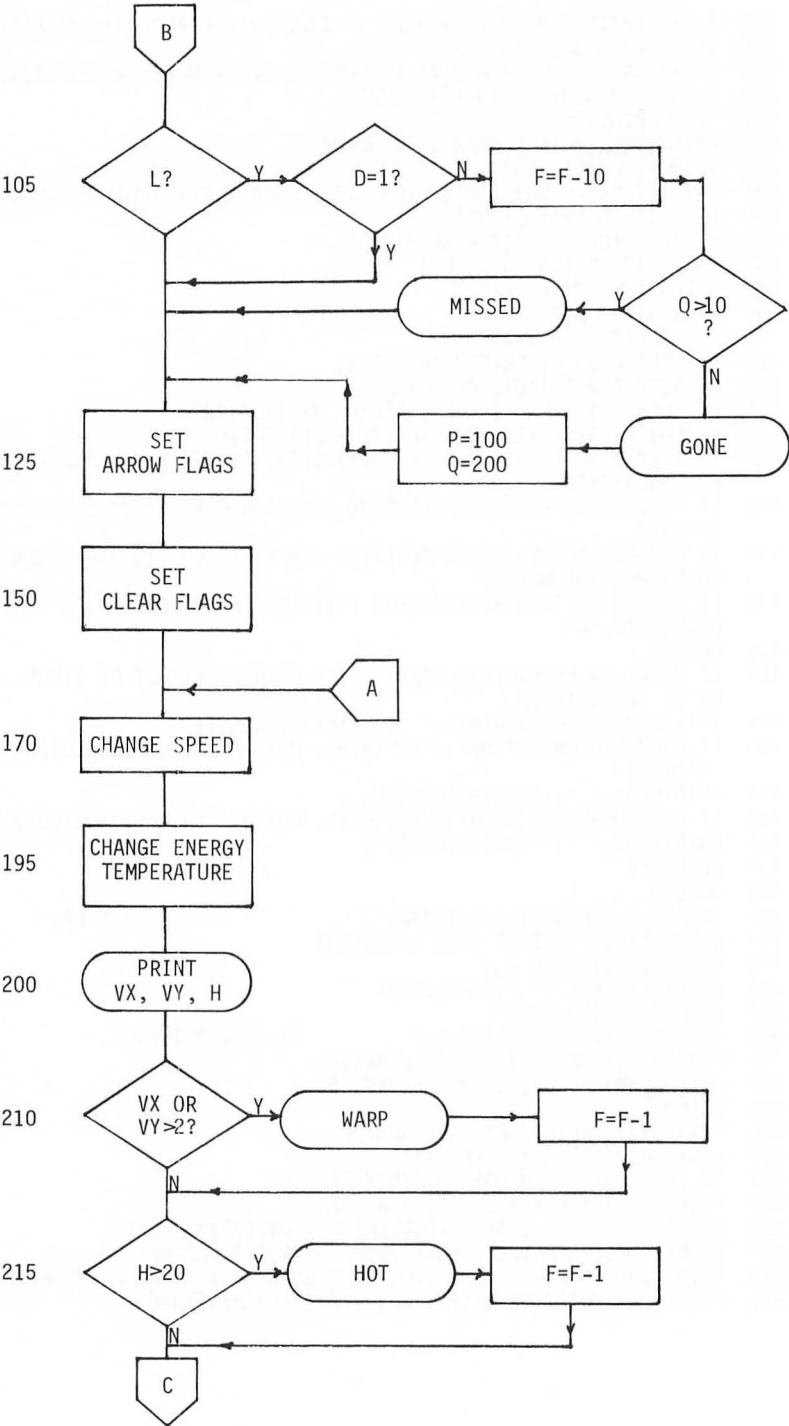 B
105
L?
Y
D=1?
N
F=F-10
Y
MISSED
Y
Q>10
?
N
SET
ARROW FLAGS
125
P=100
Q=200
GONE
SET
CLEAR FLAGS
150
A
170
CHANGE SPEED
195
CHANGE ENERGY
TEMPERATURE
200
PRINT
VX, VY, H
210
VX OR
VY>2?
Y
WARP
F=F-1
N
215
H>20
Y
HOT
F=F-1
N
C